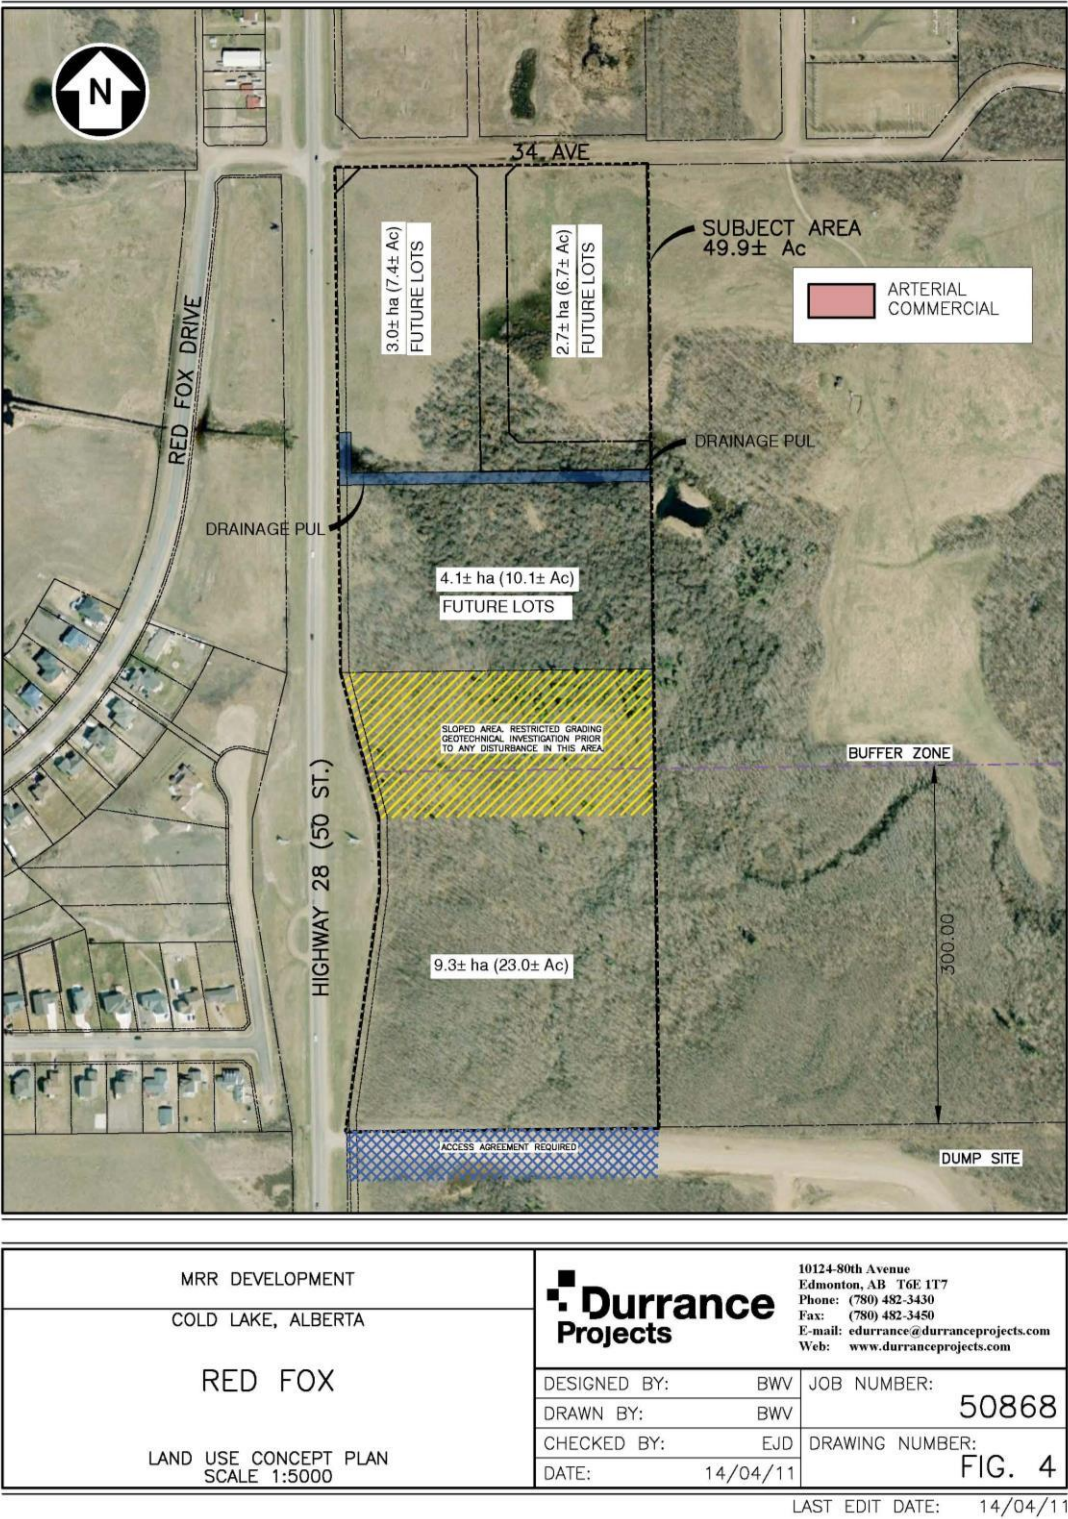 N
34 AVE
3.0± ha (7.4± Ac)
FUTURE LOTS
2.7± ha (6.7± Ac)
FUTURE LOTS
SUBJECT AREA
49.9± Ac
ARTERIAL
COMMERCIAL
RED FOX DRIVE
DRAINAGE PUL
DRAINAGE PUL
4.1± ha (10.1± Ac)
FUTURE LOTS
SLOPED AREA. RESTRICTED GRADING
GEOTECHNICAL INVESTIGATION PRIOR
TO ANY DISTURBANCE IN THIS AREA.
BUFFER ZONE
HIGHWAY 28 (50 ST.)
300.00
9.3± ha (23.0± Ac)
ACCESS AGREEMENT REQUIRED
DUMP SITE
MRR DEVELOPMENT
COLD LAKE, ALBERTA
RED FOX
LAND USE CONCEPT PLAN
SCALE 1:5000
Durrance
Projects
10124-80th Avenue
Edmonton, AB T6E 1T7
Phone: (780) 482-3430
Fax: (780) 482-3450
E-mail: edurrance@durranceprojects.com
Web: www.durranceprojects.com
DESIGNED BY: BWV
DRAWN BY: BWV
CHECKED BY: EJD
DATE: 14/04/11
JOB NUMBER:
50868
DRAWING NUMBER:
FIG. 4
LAST EDIT DATE: 14/04/11